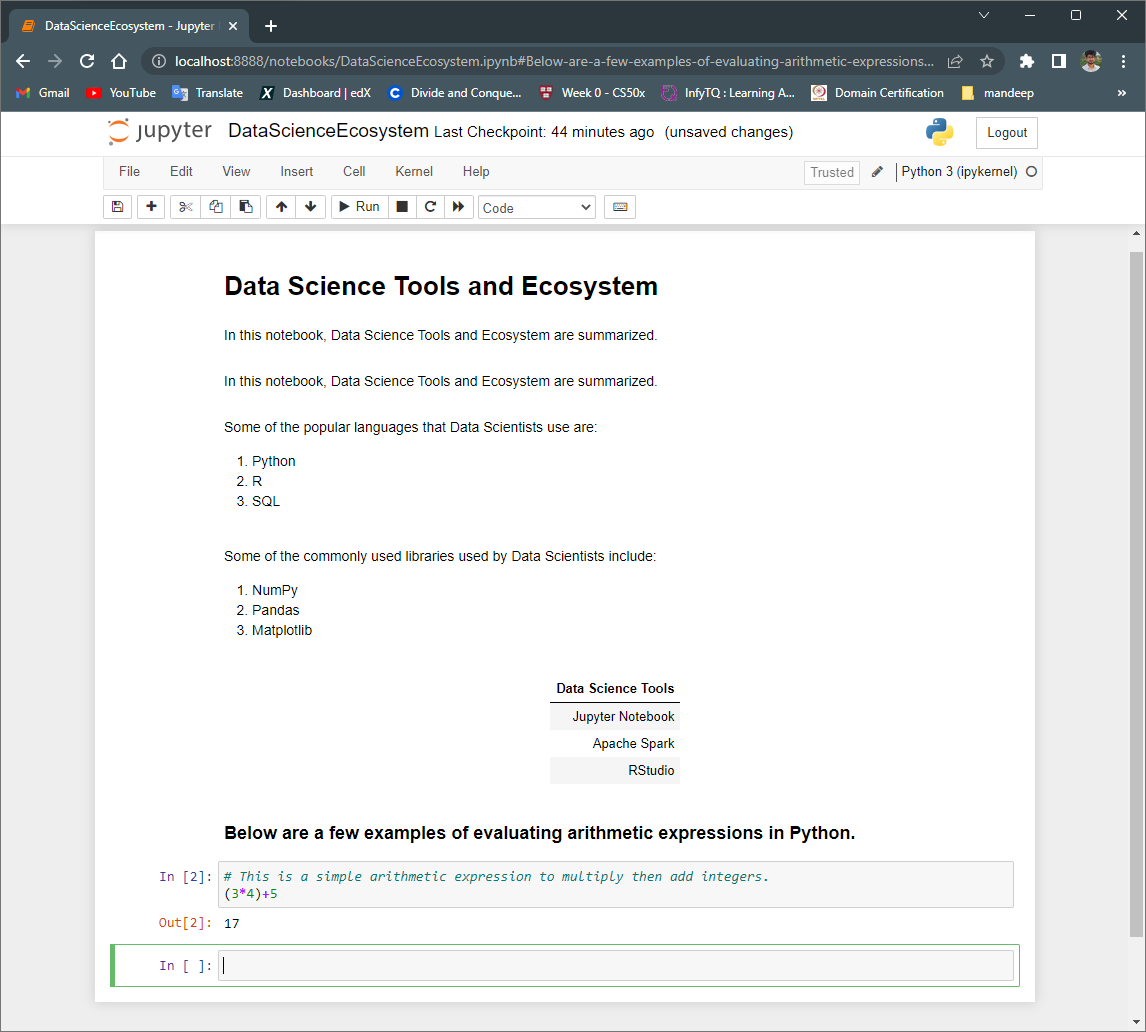 DataScienceEcosystem - Jupyter
localhost:8888/notebooks/DataScienceEcosystem.ipynb#Below-are-a-few-examples-of-evaluating-arithmetic-expressions...
Gmail YouTube Translate Dashboard | edX Divide and Conque... Week 0 - CS50x InfyTQ : Learning A... Domain Certification mandeep »
jupyter DataScienceEcosystem Last Checkpoint: 44 minutes ago (unsaved changes) Logout
File Edit View Insert Cell Kernel Help Trusted Python 3 (ipykernel)
Run Code
Data Science Tools and Ecosystem
In this notebook, Data Science Tools and Ecosystem are summarized.
In this notebook, Data Science Tools and Ecosystem are summarized.
Some of the popular languages that Data Scientists use are:
1. Python
2. R
3. SQL
Some of the commonly used libraries used by Data Scientists include:
1. NumPy
2. Pandas
3. Matplotlib
Data Science Tools
Jupyter Notebook
Apache Spark
RStudio
Below are a few examples of evaluating arithmetic expressions in Python.
In [2]: # This is a simple arithmetic expression to multiply then add integers.
(3*4)+5
Out[2]: 17
In [ ]: